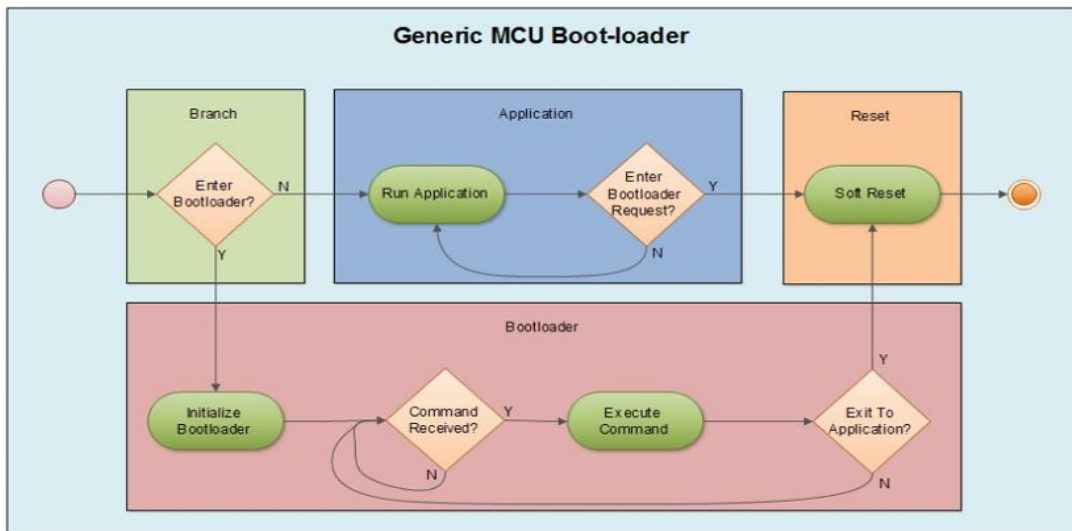 Generic MCU Boot-loader
Branch
Application
Reset
Enter
Bootloader?
N
Run Application
Enter
Bootloader
Request?
Y
Soft Reset
Y
N
Bootloader
Y
Initialize
Bootloader
Command
Received?
Y
Execute
Command
Exit To
Application?
N
N